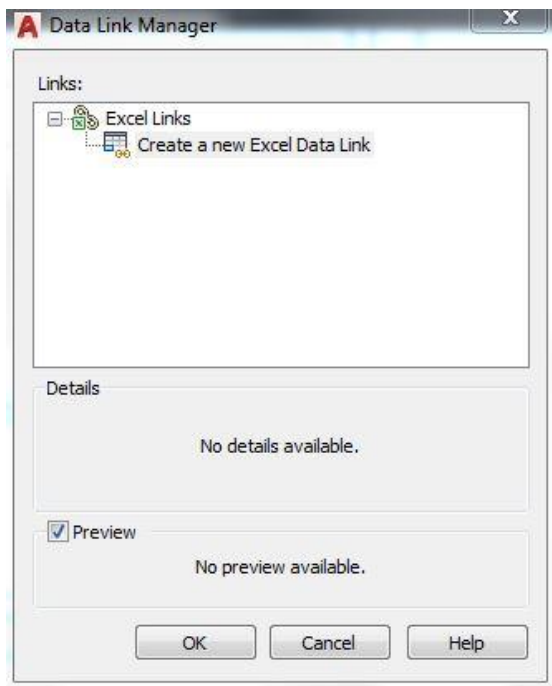 Data Link Manager
X
Links:
Excel Links
Create a new Excel Data Link
Details
No details available.
Preview
No preview available.
OK Cancel Help